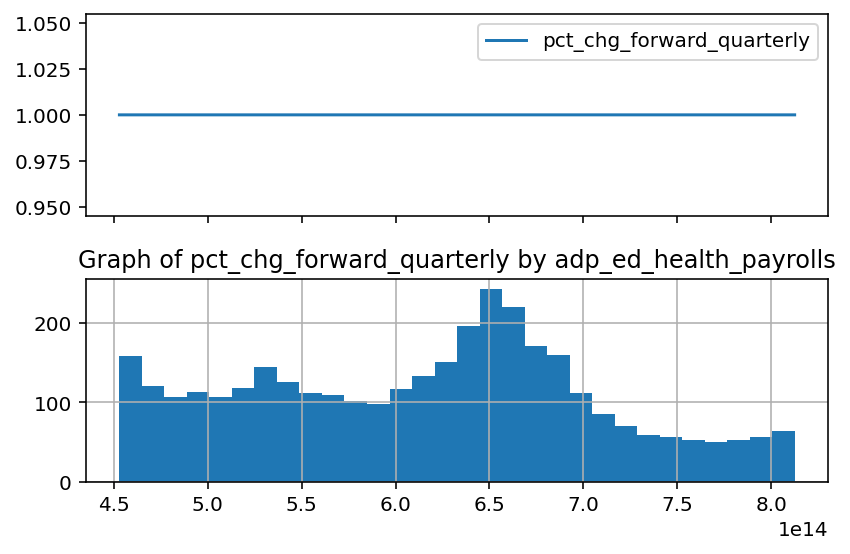 1.050
1.025
1.000
0.975
0.950
pct_chg_forward_quarterly
Graph of pct_chg_forward_quarterly by adp_ed_health_payrolls
200
100
0
4.5 5.0 5.5 6.0 6.5 7.0 7.5 8.0
1e14